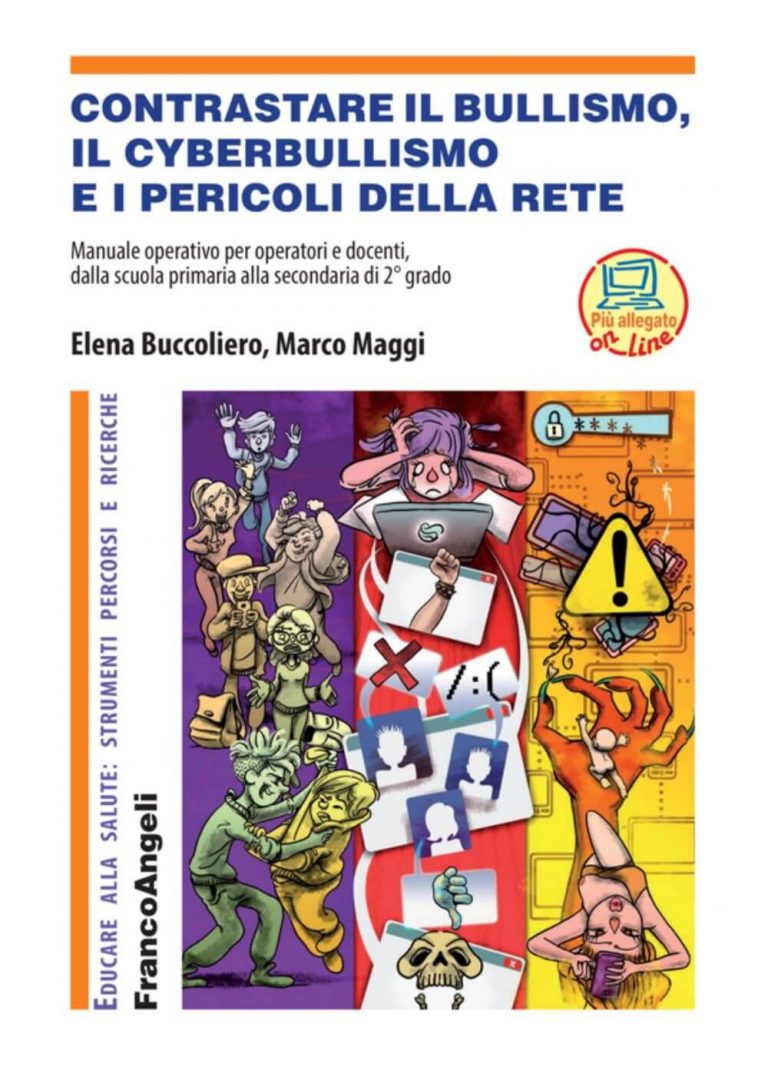 CONTRASTARE IL BULLISMO,
IL CYBERBULLISMO
E I PERICOLI DELLA RETE
Manuale operativo per operatori e docenti,
dalla scuola primaria alla secondaria di 2° grado
Elena Buccoliero, Marco Maggi
Più allegato
on line
EDUCARE ALLA SALUTE: STRUMENTI PERCORSI E RICERCHE
FrancoAngeli
****
!
/:(